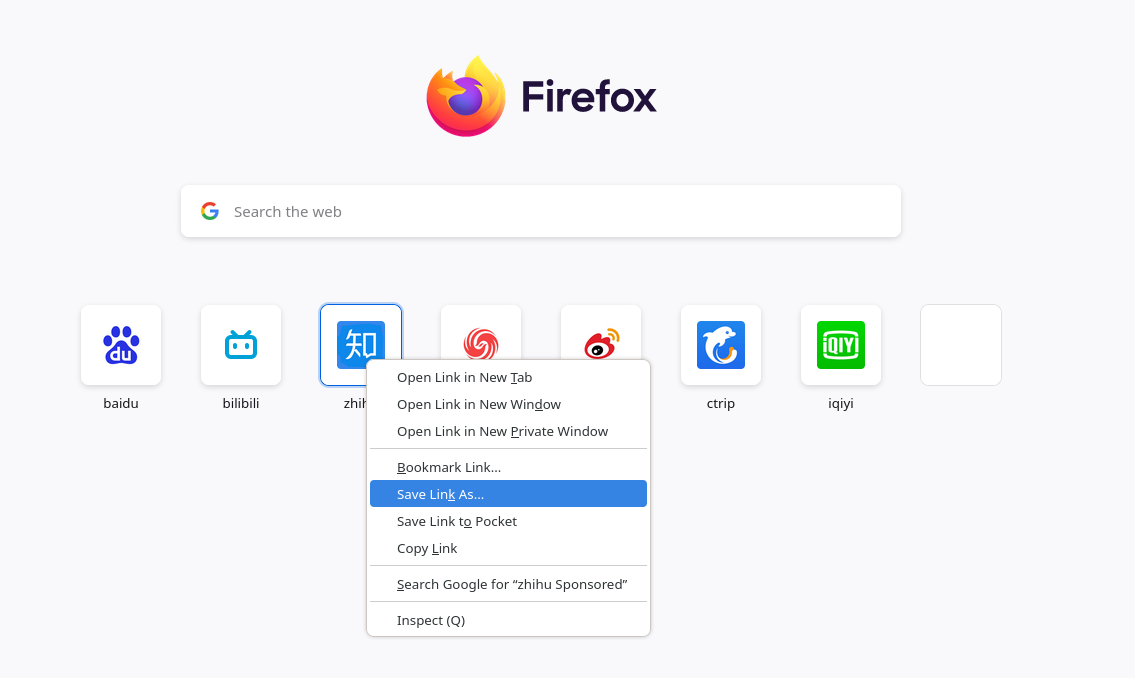 Firefox
Search the web
du
知
iQIYI
baidu
bilibili
ctrip
iqiyi
Open Link in New Tab
Open Link in New Window
Open Link in New Private Window
Bookmark Link…
Save Link As…
Save Link to Pocket
Copy Link
Search Google for “zhihu Sponsored”
Inspect (Q)